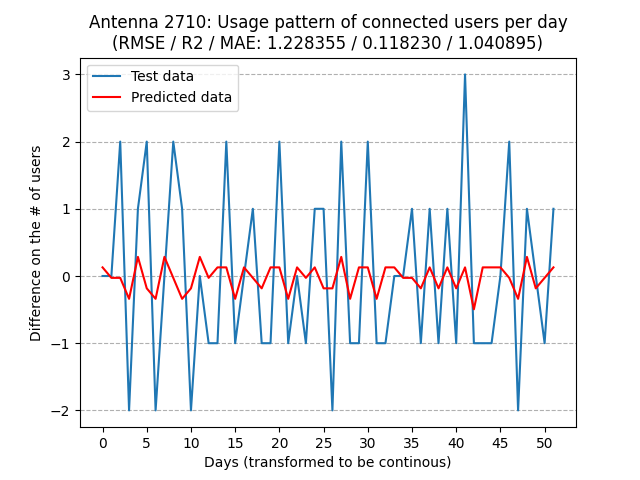 Antenna 2710: Usage pattern of connected users per day
(RMSE / R2 / MAE: 1.228355 / 0.118230 / 1.040895)
Test data
Predicted data
Difference on the # of users
3
2
1
0
−1
−2
0 5 10 15 20 25 30 35 40 45 50
Days (transformed to be continous)